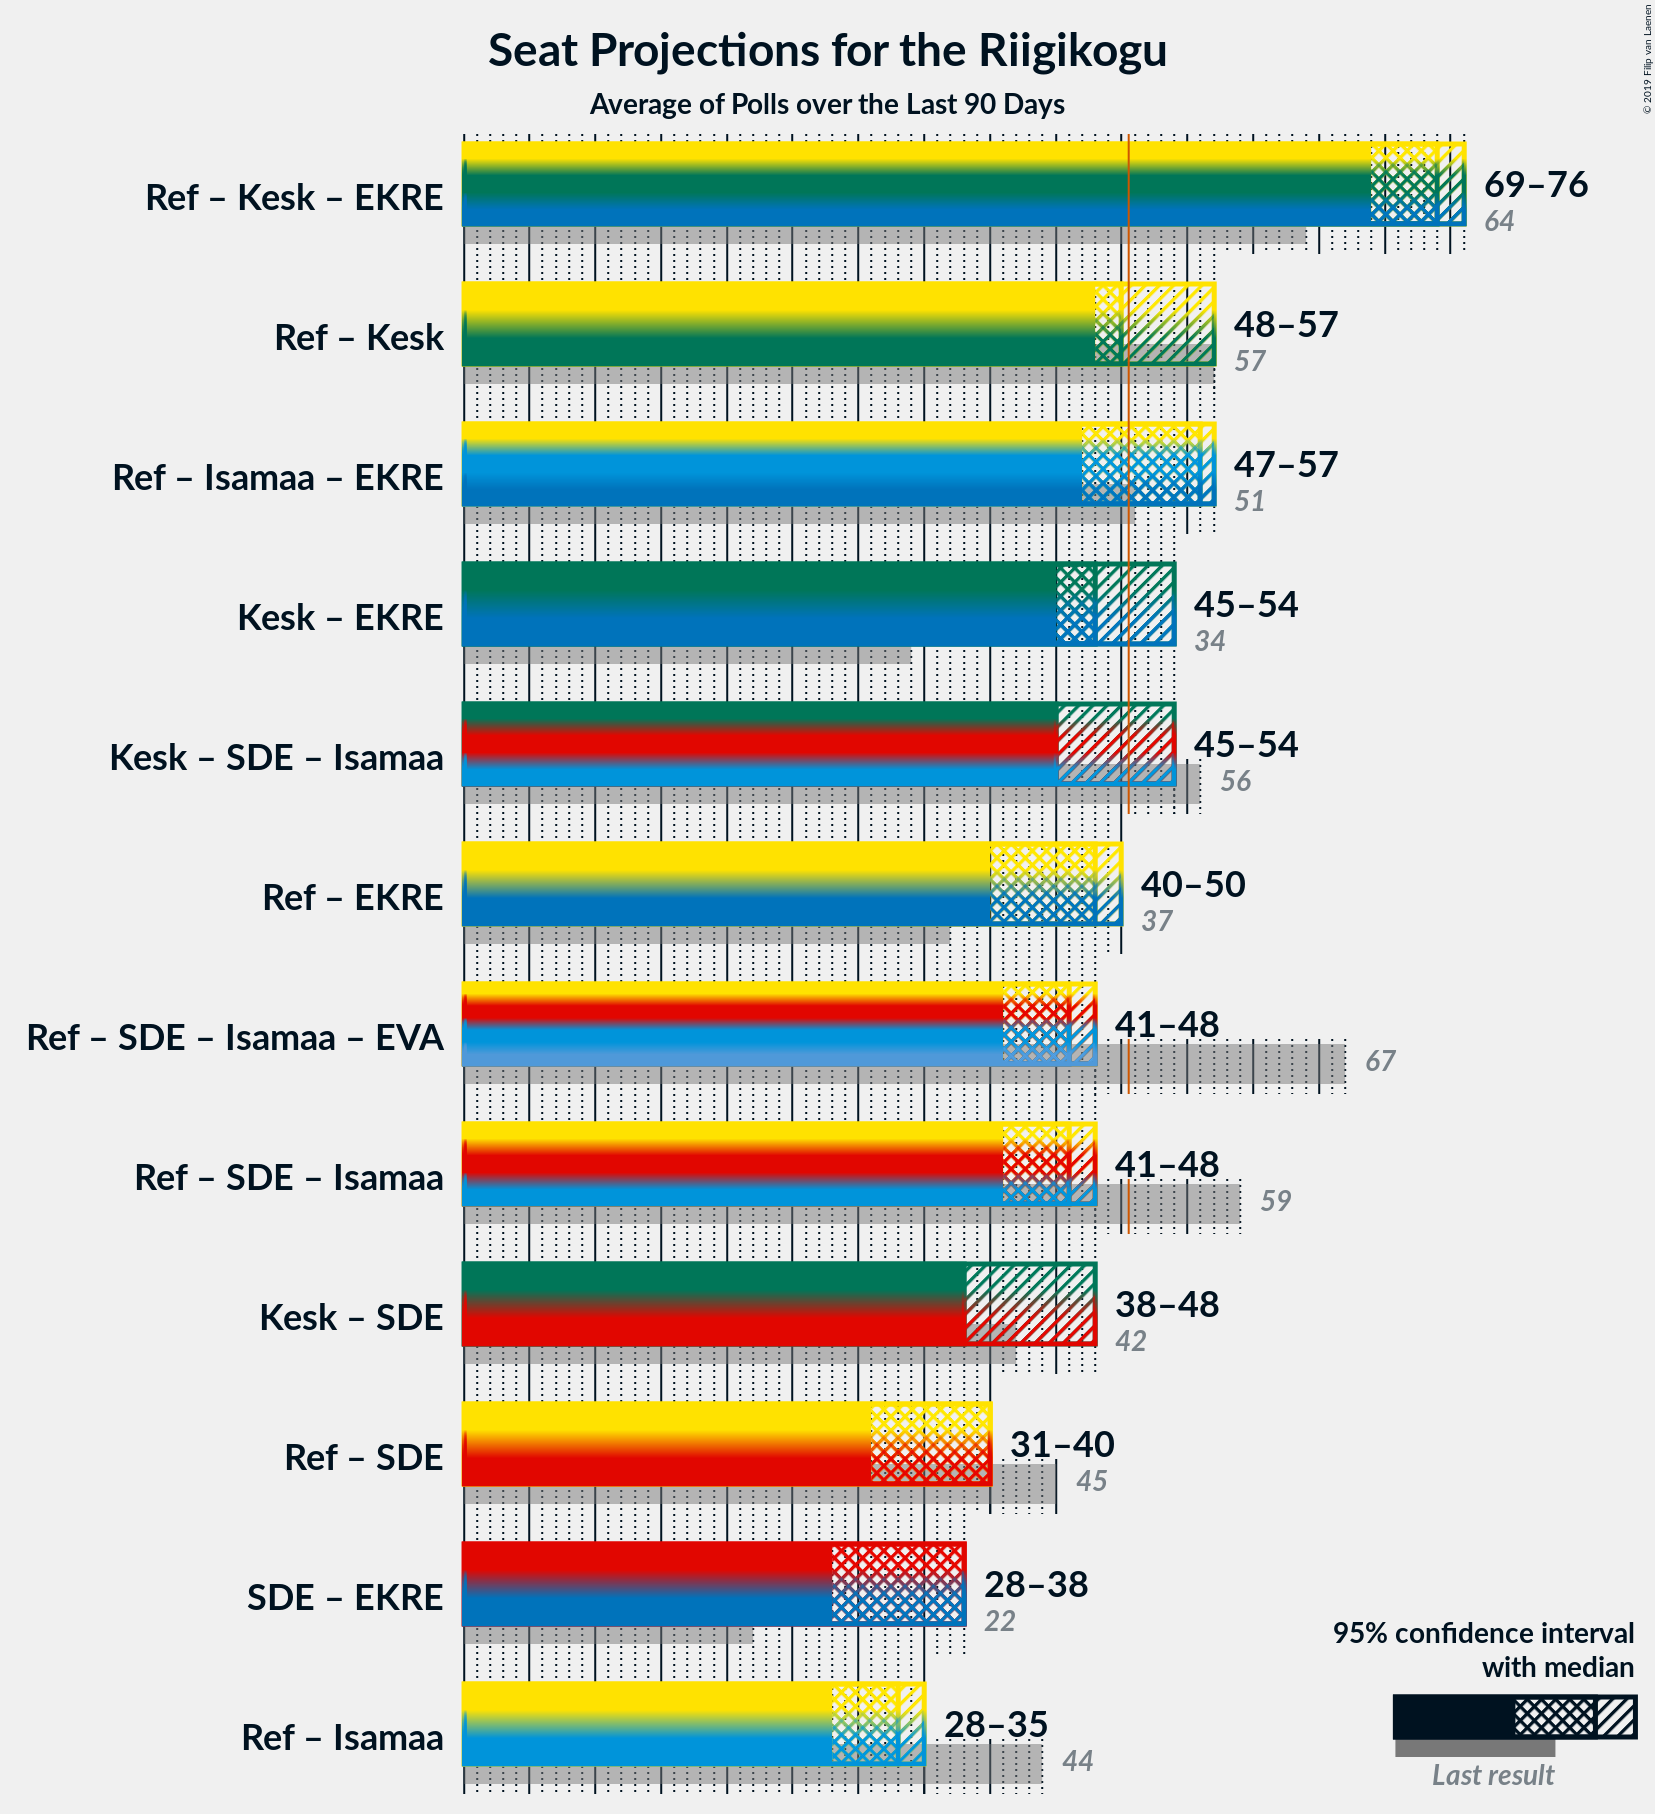 Seat Projections for the Riigikogu
Average of Polls over the Last 90 Days
© 2019 Filip van Laenen
Ref – Kesk – EKRE
69–76
64
Ref – Kesk
48–57
57
Ref – Isamaa – EKRE
47–57
51
Kesk – EKRE
45–54
34
Kesk – SDE – Isamaa
45–54
56
Ref – EKRE
40–50
37
Ref – SDE – Isamaa – EVA
41–48
67
Ref – SDE – Isamaa
41–48
59
Kesk – SDE
38–48
42
Ref – SDE
31–40
45
SDE – EKRE
28–38
22
Ref – Isamaa
28–35
44
95% confidence interval
with median
Last result